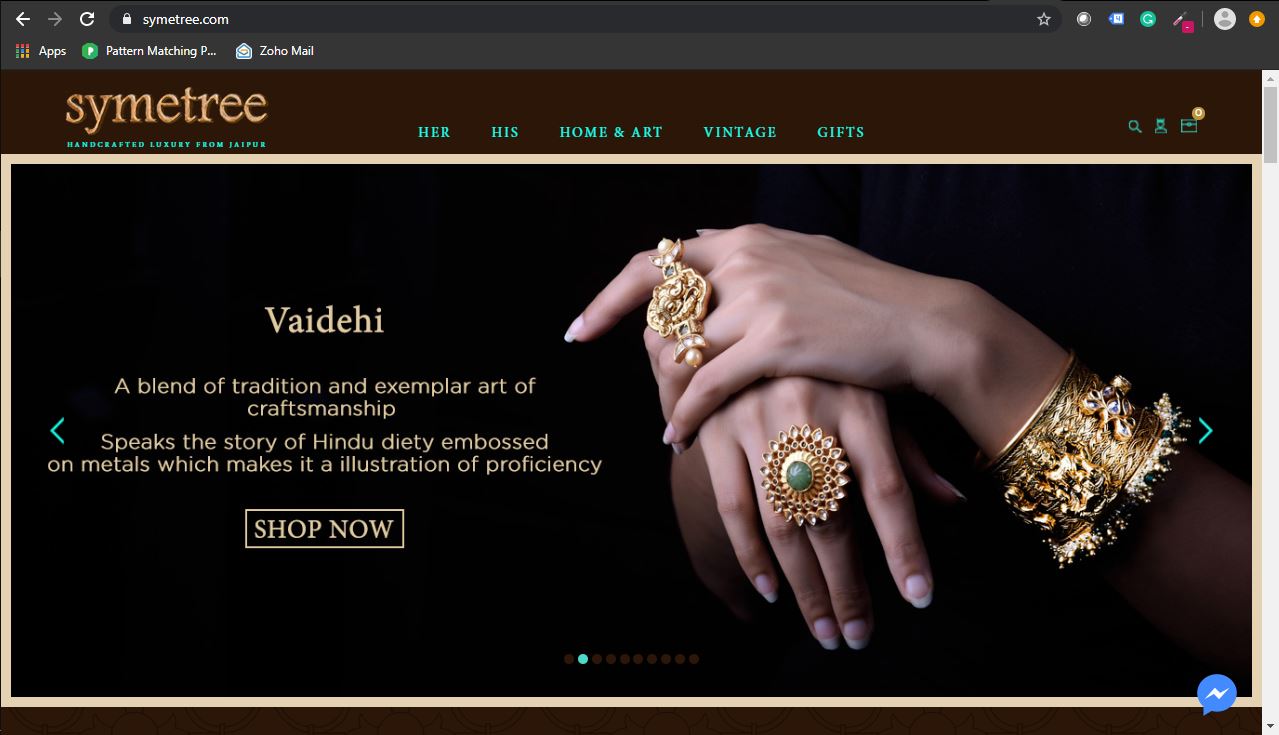 symetree.com
Apps
Pattern Matching P...
Zoho Mail
symetree
HANDCRAFTED LUXURY FROM JAIPUR
HER
HIS
HOME & ART
VINTAGE
GIFTS
0
Vaidehi
A blend of tradition and exemplar art of
craftsmanship
Speaks the story of Hindu diety embossed
on metals which makes it a illustration of proficiency
SHOP NOW